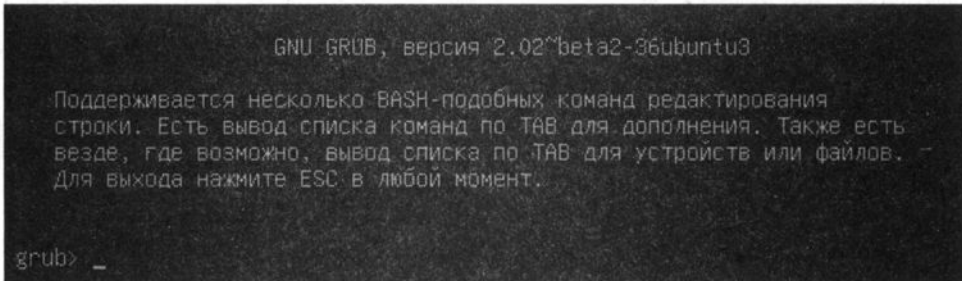 GNU GRUB, версия 2.02~beta2-36ubuntu3
Поддерживается несколько BASH-подобных команд редактирования
строки. Есть вывод списка команд по TAB для дополнения. Также есть
везде, где возможно, вывод списка по TAB для устройств или файлов.
Для выхода нажмите ESC в любой момент.
grub> _